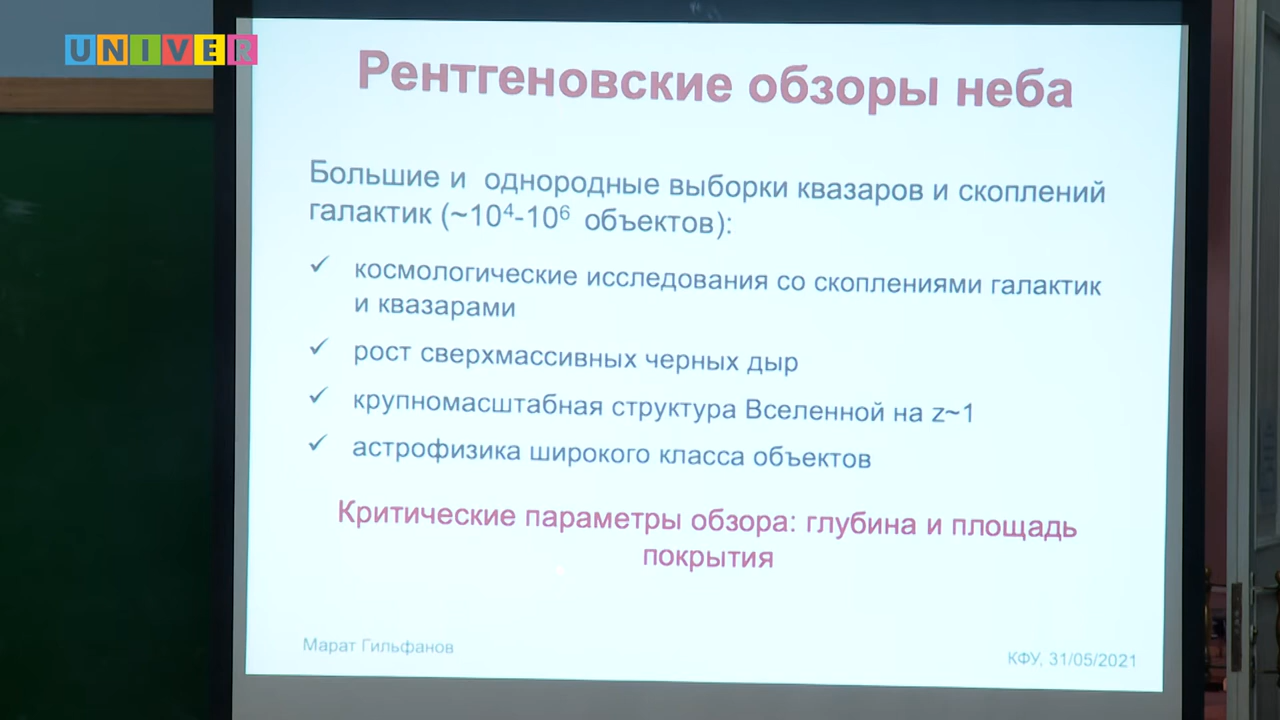 UNIVER
Рентгеновские обзоры неба
Большие и однородные выборки квазаров и скоплений
галактик (~10⁴-10⁶ объектов):
✓ космологические исследования со скоплениями галактик
и квазарами
✓ рост сверхмассивных черных дыр
✓ крупномасштабная структура Вселенной на z~1
✓ астрофизика широкого класса объектов
Критические параметры обзора: глубина и площадь
покрытия
Марат Гильфанов
КФУ, 31/05/2021